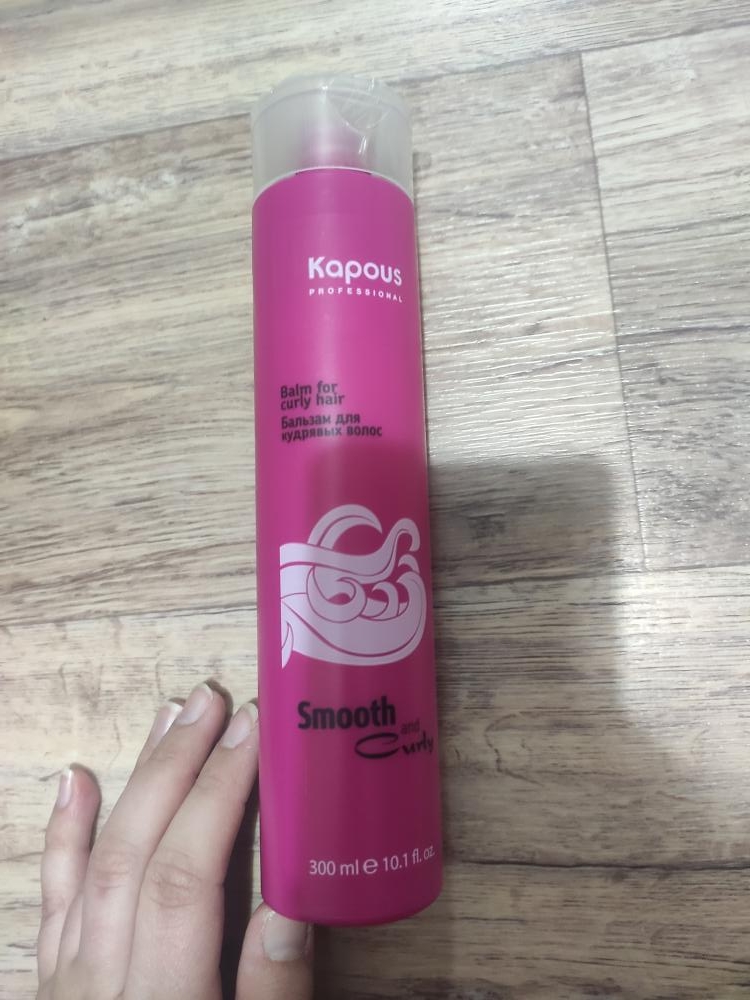 Kapous
PROFESSIONAL
Balm for
curly hair
Бальзам для
кудрявых волос
Smooth and
Curly
300 ml e 10.1 fl. oz.